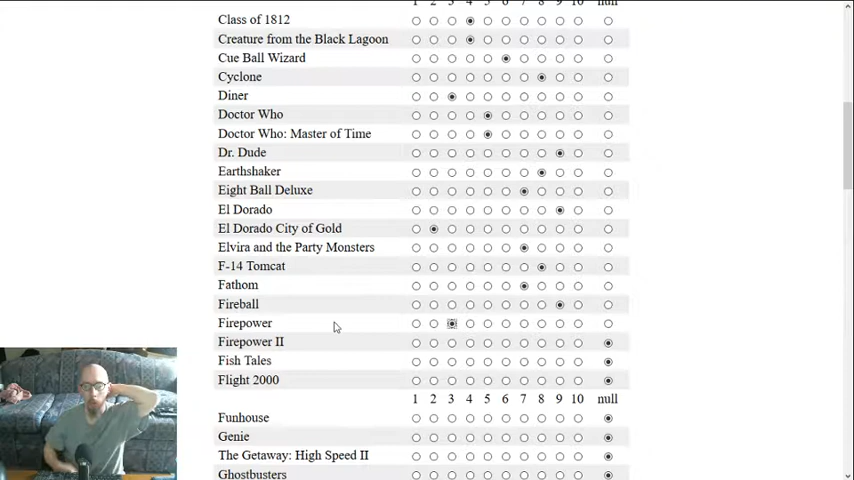 1 2 3 4 5 6 7 8 9 10 null
Class of 1812
Creature from the Black Lagoon
Cue Ball Wizard
Cyclone
Diner
Doctor Who
Doctor Who: Master of Time
Dr. Dude
Earthshaker
Eight Ball Deluxe
El Dorado
El Dorado City of Gold
Elvira and the Party Monsters
F-14 Tomcat
Fathom
Fireball
Firepower
Firepower II
Fish Tales
Flight 2000
1 2 3 4 5 6 7 8 9 10 null
Funhouse
Genie
The Getaway: High Speed II
Ghostbusters